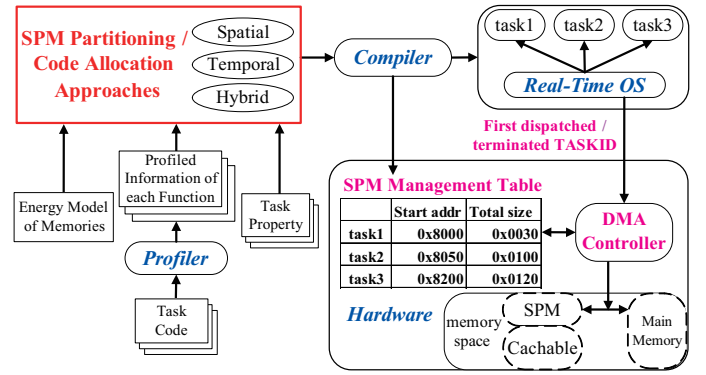 SPM Partitioning /
Code Allocation
Approaches
Spatial
Temporal
Hybrid
Compiler
task1
task2
task3
Real-Time OS
First dispatched /
terminated TASKID
Energy Model
of Memories
Profiled
Information of
each Function
Task
Property
Profiler
Task
Code
SPM Management Table
Start addr Total size
task1 0x8000 0x0030
task2 0x8050 0x0100
task3 0x8200 0x0120
DMA
Controller
Hardware
memory
space
SPM
Cachable
Main
Memory